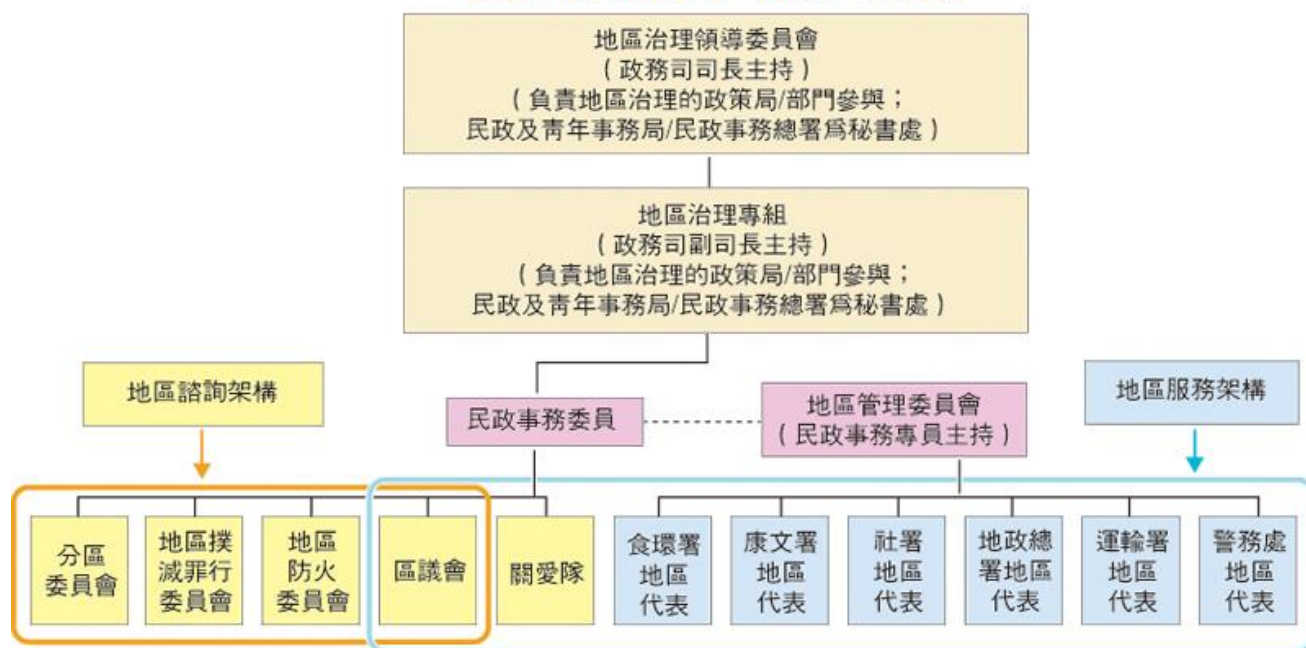 地區治理領導委員會
(政務司司長主持)
(負責地區治理的政策局/部門參與;
民政及青年事務局/民政事務總署爲秘書處)
地區治理專組
(政務司副司長主持)
(負責地區治理的政策局/部門參與;
民政及青年事務局/民政事務總署爲秘書處)
地區諮詢架構
民政事務委員
地區管理委員會
(民政事務專員主持)
地區服務架構
分區
委員會
地區撲
滅罪行
委員會
地區
防火
委員會
區議會
關愛隊
食環署
地區
代表
康文署
地區
代表
社署
地區
代表
地政總
署地區
代表
運輸署
地區
代表
警務處
地區
代表